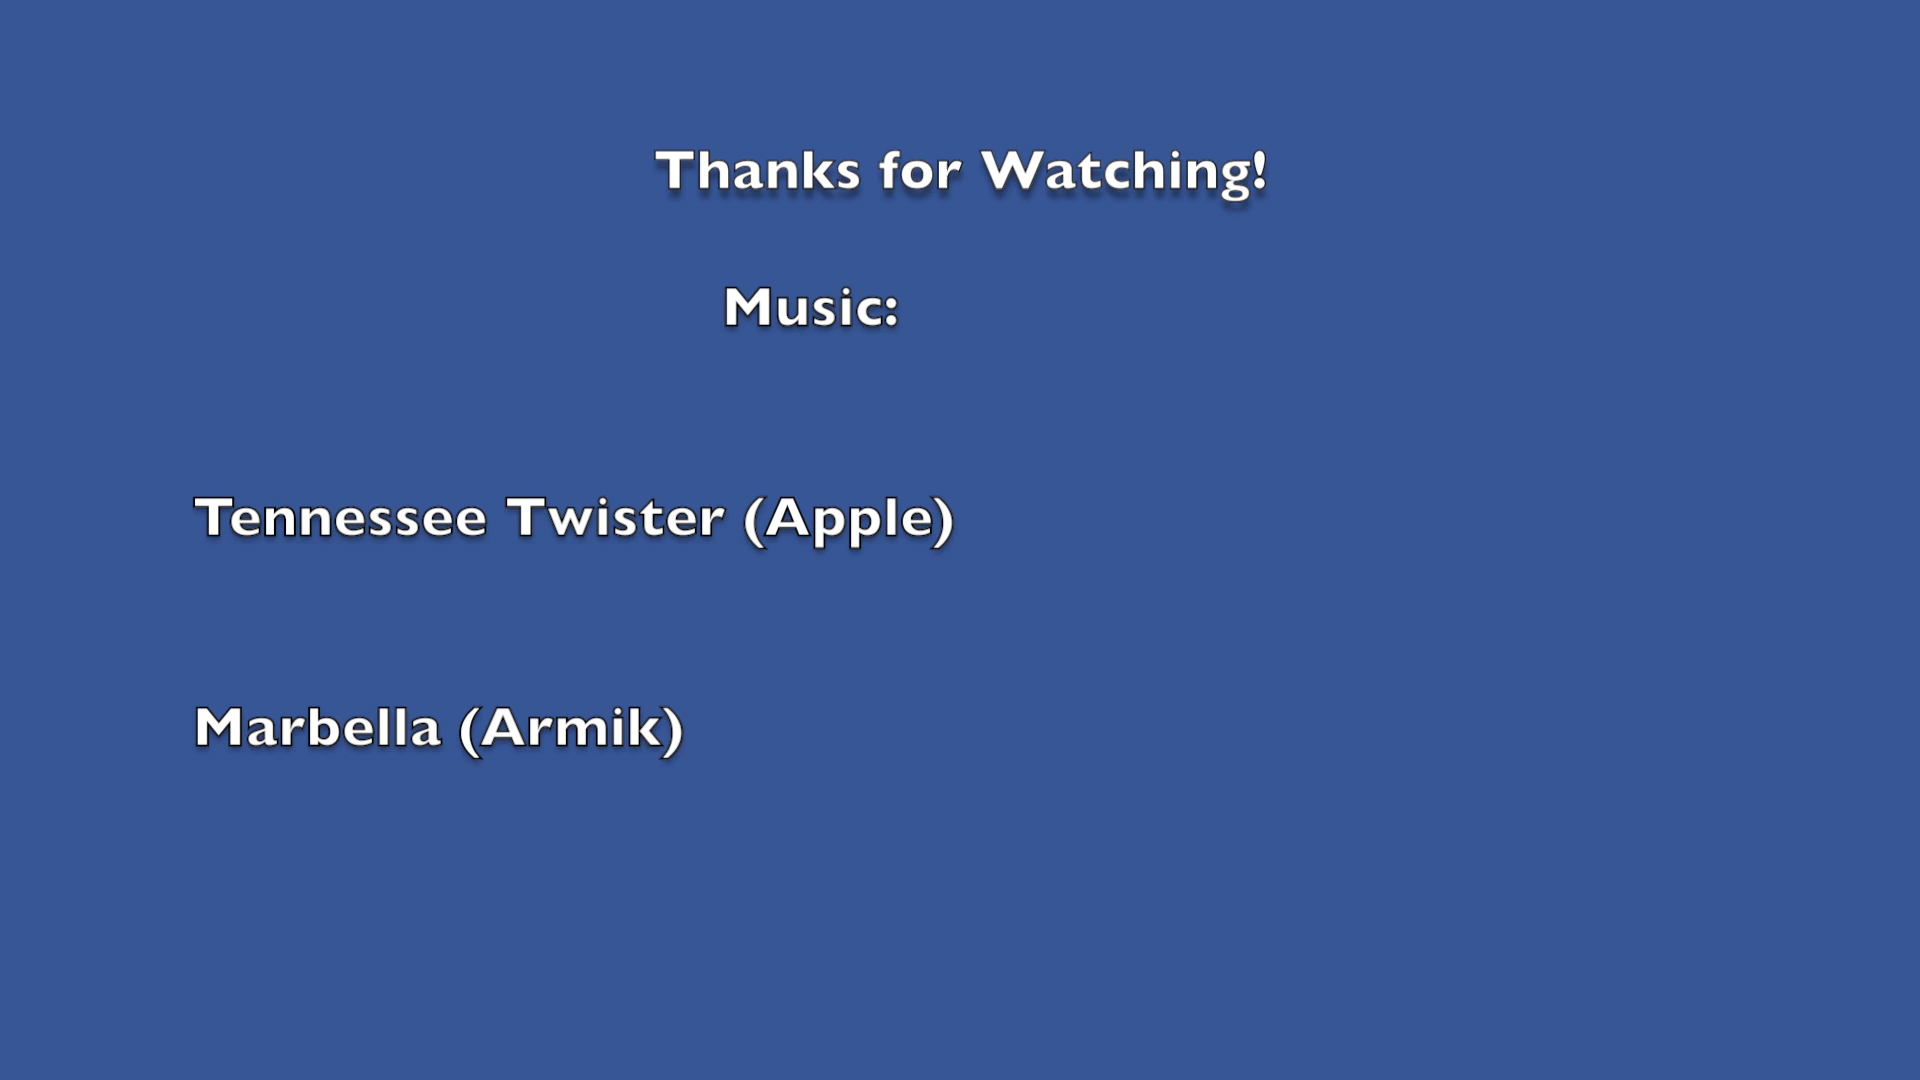 Thanks for Watching!
Music:
Tennessee Twister (Apple)
Marbella (Armik)